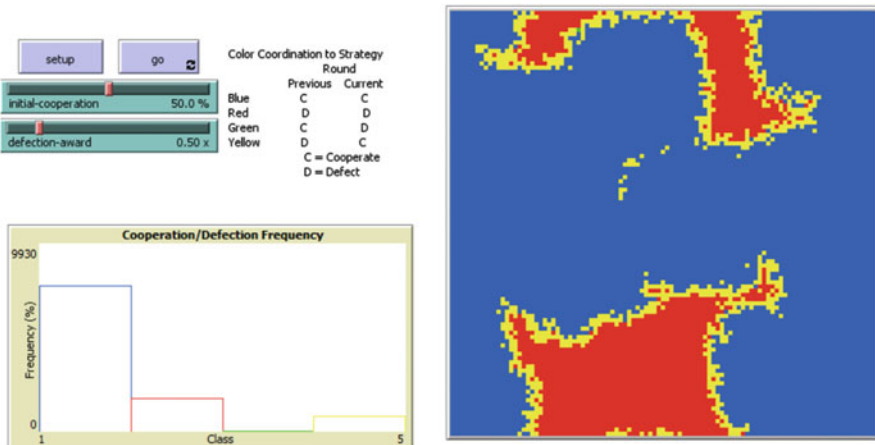 setup
go
initial-cooperation 50.0 %
defection-award 0.50 x
Color Coordination to Strategy
Round
Previous Current
Blue C C
Red D D
Green C D
Yellow D C
C = Cooperate
D = Defect
Cooperation/Defection Frequency
9930
Frequency (%)
0
1 Class 5